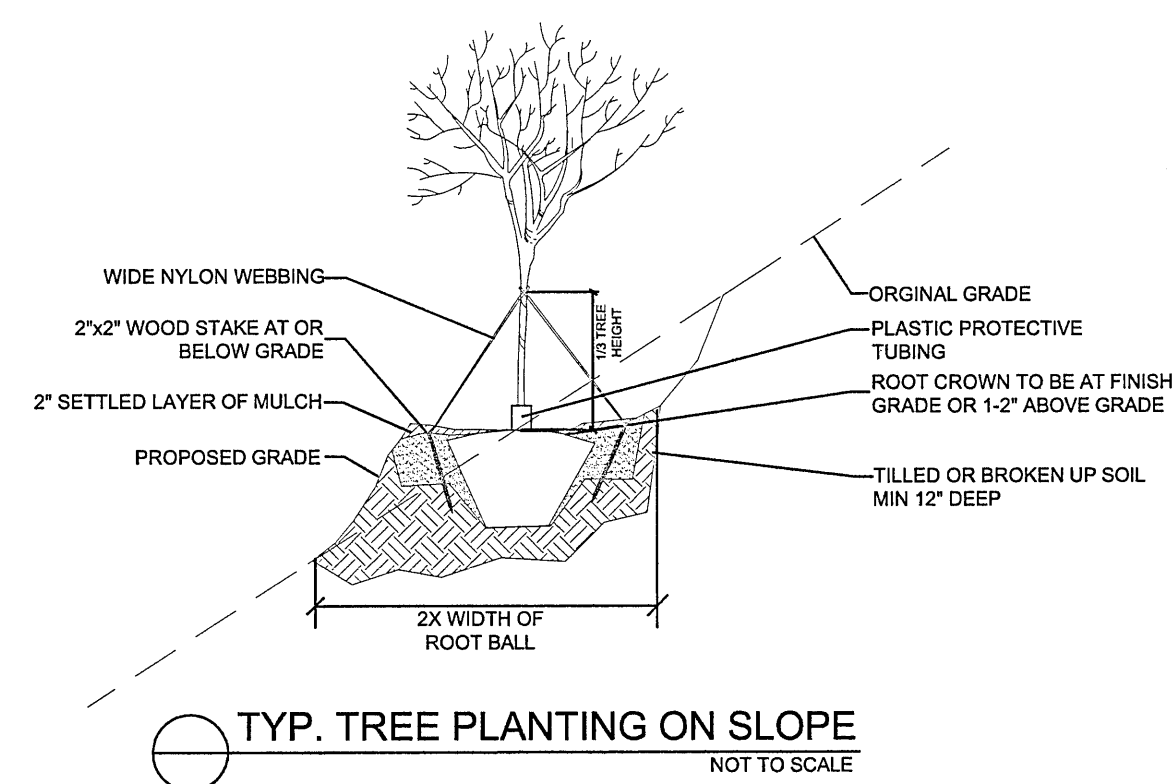 WIDE NYLON WEBBING
2"x2" WOOD STAKE AT OR
BELOW GRADE
2" SETTLED LAYER OF MULCH
PROPOSED GRADE
1/3 TREE
HEIGHT
ORGINAL GRADE
PLASTIC PROTECTIVE
TUBING
ROOT CROWN TO BE AT FINISH
GRADE OR 1-2" ABOVE GRADE
TILLED OR BROKEN UP SOIL
MIN 12" DEEP
2X WIDTH OF
ROOT BALL
TYP. TREE PLANTING ON SLOPE
NOT TO SCALE